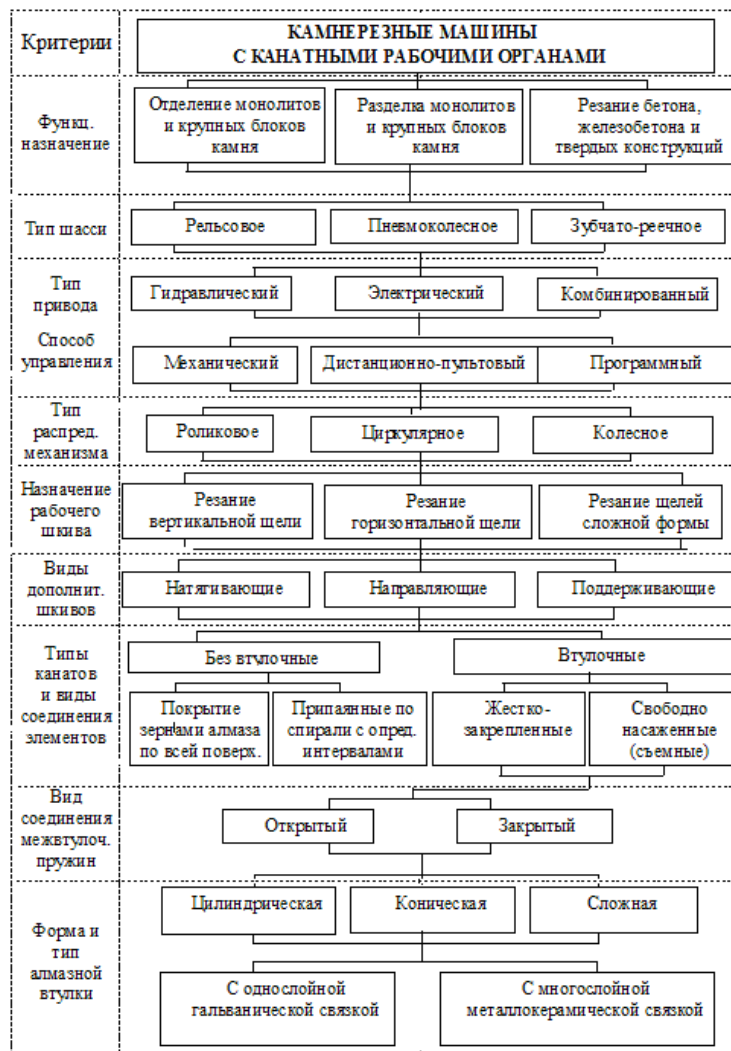 Критерии
КАМНЕРЕЗНЫЕ МАШИНЫ
С КАНАТНЫМИ РАБОЧИМИ ОРГАНАМИ
Функц.
назначение
Отделение монолитов
и крупных блоков
камня
Разделка монолитов
и крупных блоков
камня
Резание бетона,
железобетона и
твердых конструкций
Тип шасси
Рельсовое
Пневмоколесное
Зубчато-реечное
Тип
привода
Гидравлический
Электрический
Комбинированный
Способ
управления
Механический
Дистанционно-пультовый
Программный
Тип
распред.
механизма
Роликовое
Циркулярное
Колесное
Назначение
рабочего
шкива
Резание
вертикальной щели
Резание
горизонтальной щели
Резание щелей
сложной формы
Виды
дополнит.
шкивов
Натягивающие
Направляющие
Поддерживающие
Типы
канатов
и виды
соединения
элементов
Без втулочные
Втулочные
Покрытие
зернами алмаза
по всей поверх.
Припаянные по
спирали с опред.
интервалами
Жестко-
закрепленные
Свободно
насаженные
(съемные)
Вид
соединения
межвтулоч.
пружин
Открытый
Закрытый
Форма и
тип
алмазной
втулки
Цилиндрическая
Коническая
Сложная
С однослойной
гальванической связкой
С многослойной
металлокерамической связкой